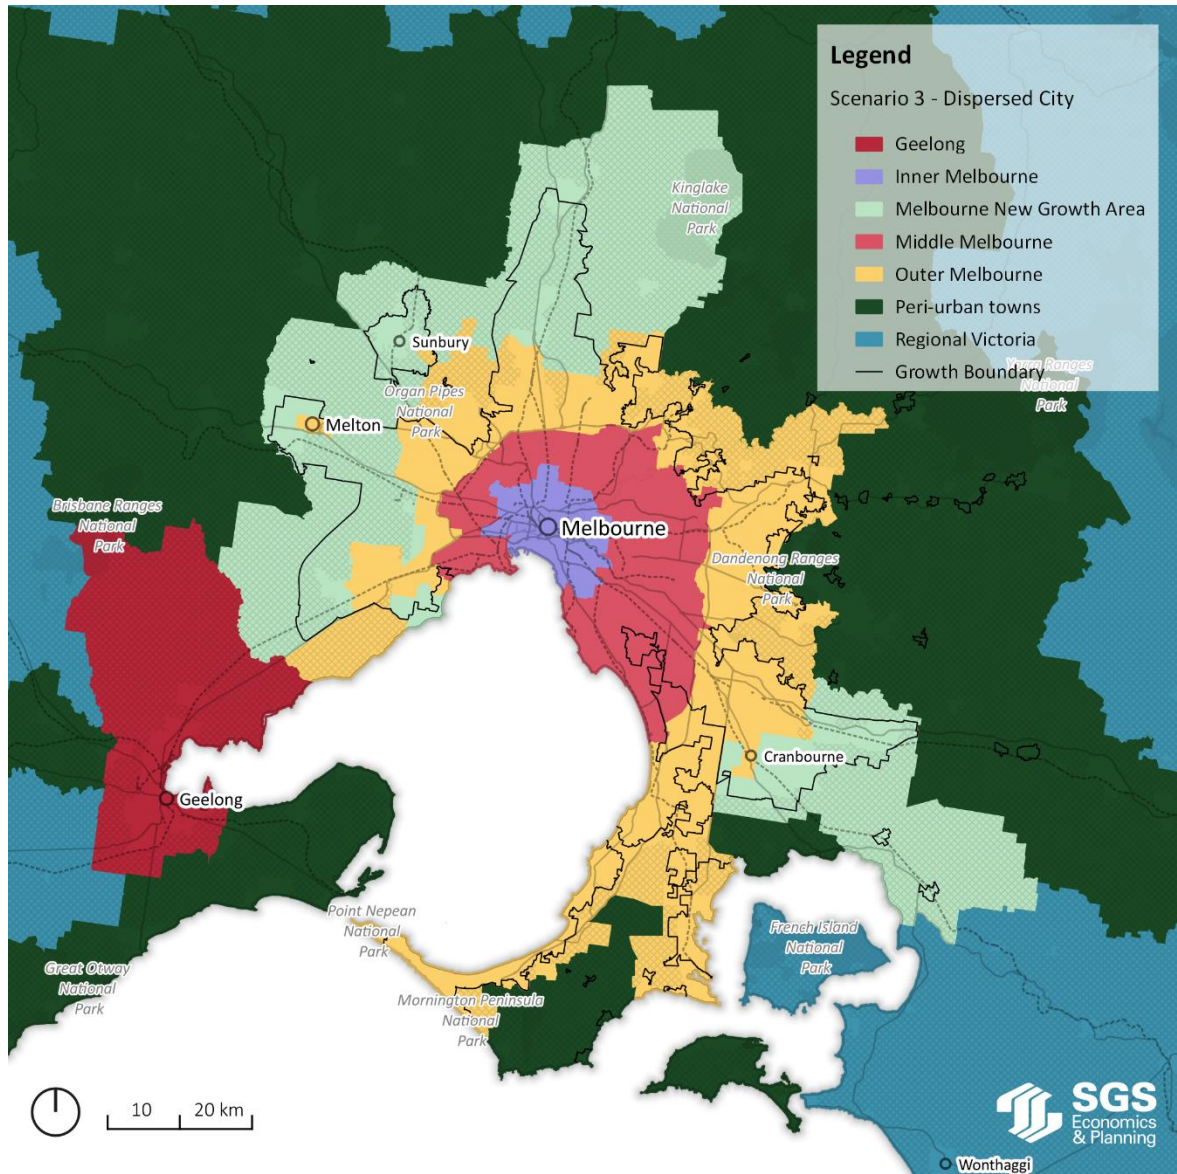 Legend
Scenario 3 - Dispersed City
Geelong
Inner Melbourne
Melbourne New Growth Area
Middle Melbourne
Outer Melbourne
Peri-urban towns
Regional Victoria
Growth Boundary
Kinglake
National
Park
Yarra Ranges
National
Park
Sunbury
Organ Pipes
National
Park
Melton
Brisbane Ranges
National
Park
Melbourne
Dandenong Ranges
National
Park
Cranbourne
Geelong
Point Nepean
National
Park
French Island
National
Park
Great Otway
National
Park
Mornington Peninsula
National
Park
10 20 km
SGS
Economics
& Planning
Wonthaggi